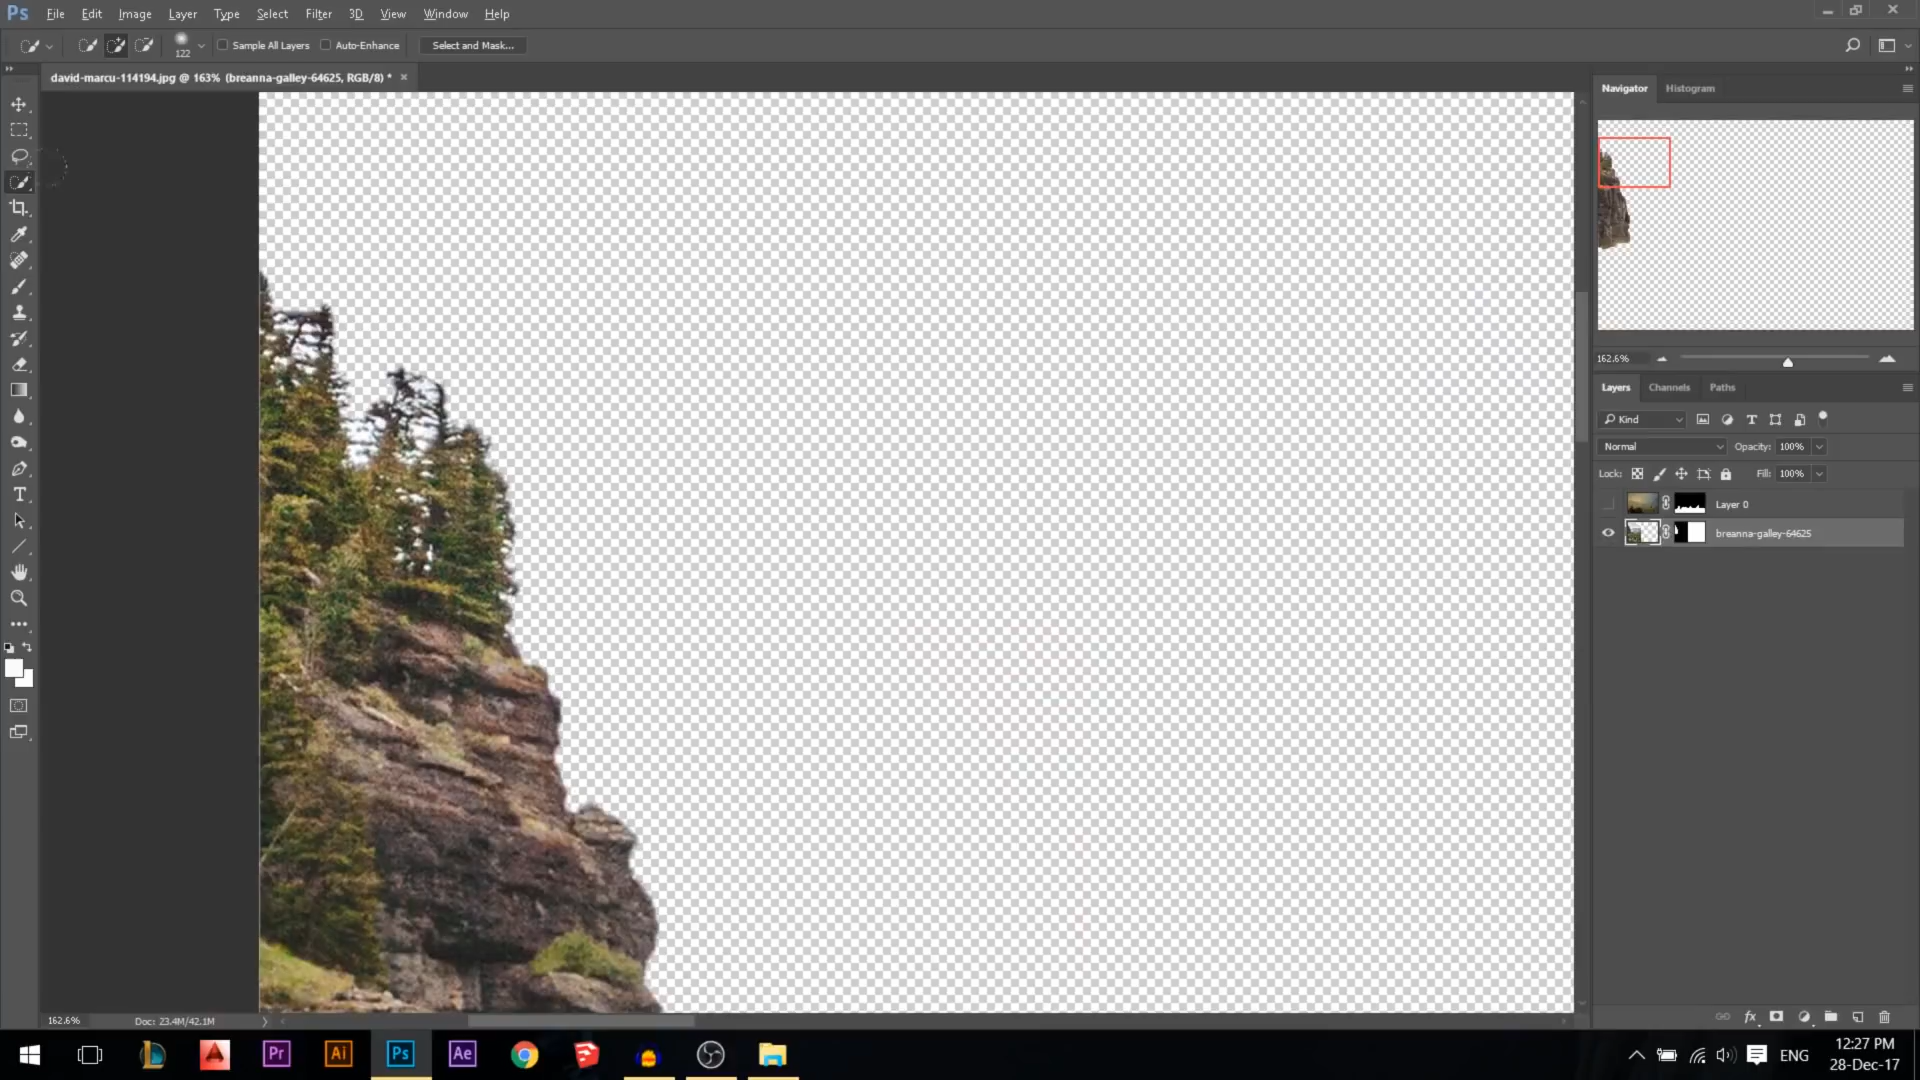 Ps File Edit Image Layer Type Select Filter 3D View Window Help
122 Sample All Layers Auto-Enhance Select and Mask...
david-marcu-114194.jpg @ 163% (breanna-galley-64625, RGB/8) * ×
Navigator Histogram
162.6%
Layers Channels Paths
Kind
Normal Opacity: 100%
Lock: Fill: 100%
Layer 0
breanna-galley-64625
T
162.6% Doc: 23.4M/42.1M
fx
Pr Ai Ps Ae
ENG
12:27 PM
28-Dec-17